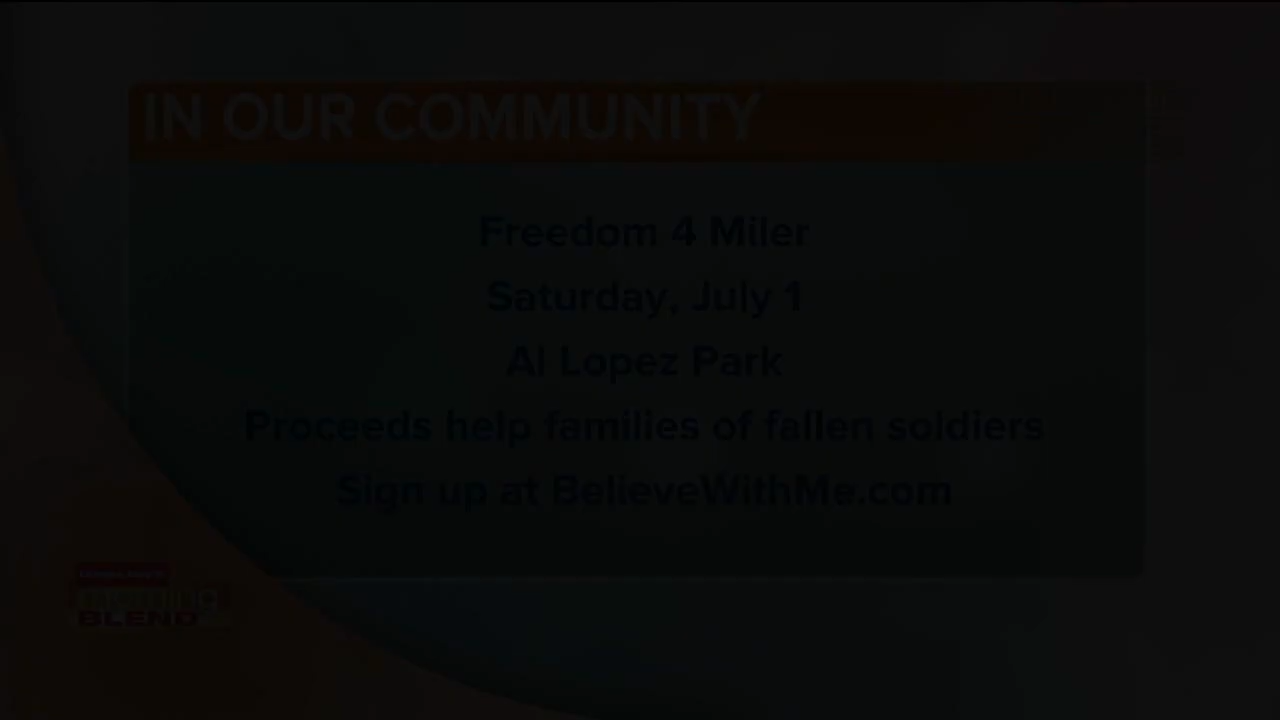 IN OUR COMMUNITY
Freedom 4 Miler
Saturday, July 1
Al Lopez Park
Proceeds help families of fallen soldiers
Sign up at BelieveWithMe.com
BLEND